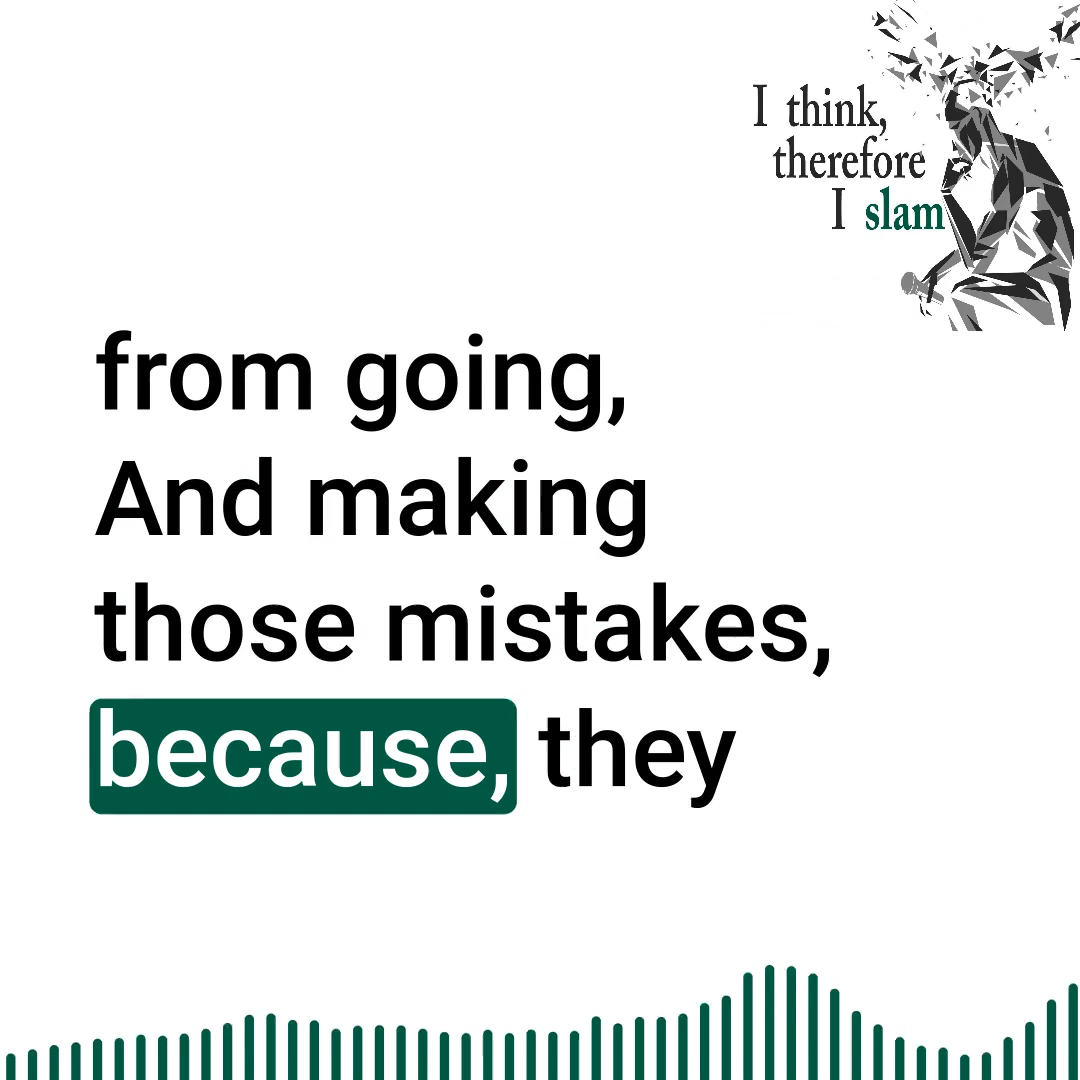 I think,
therefore
I slam
from going,
And making
those mistakes,
because, they